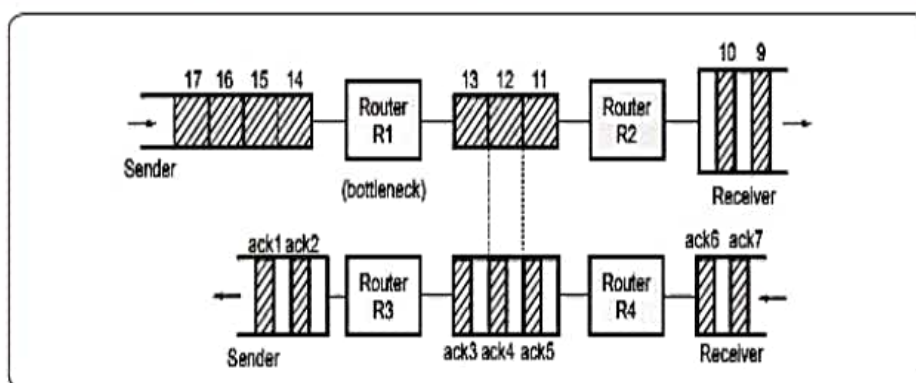 17 16 15 14 13 12 11 10 9
Router R1
Router R2
Sender
(bottleneck)
Receiver
ack1 ack2 ack6 ack7
Router R3
Router R4
Sender
ack3 ack4 ack5
Receiver